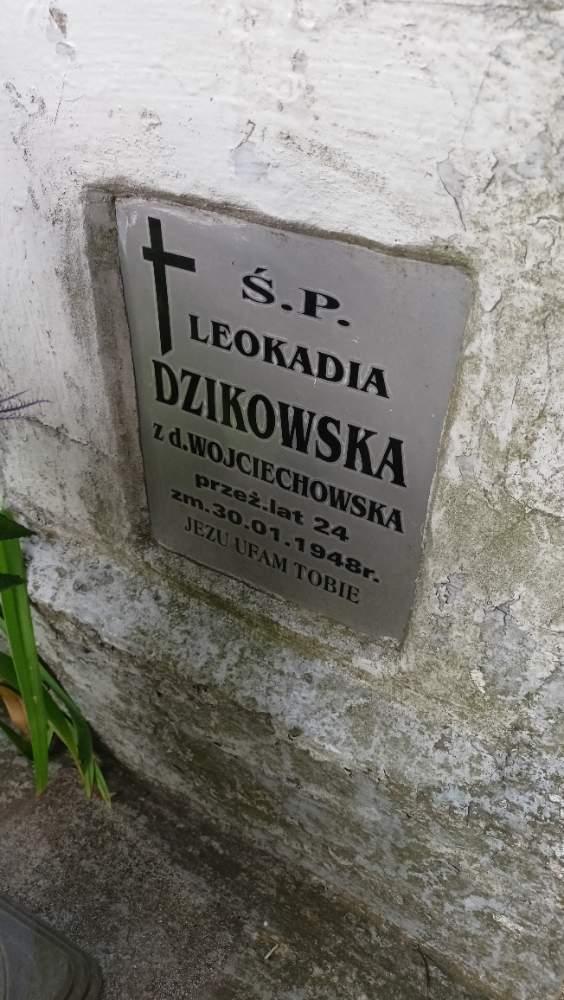 Ś.P.
LEOKADIA
DZIKOWSKA
z d.WOJCIECHOWSKA
przeż.lat 24
zm.30.01.1948r.
JEZU UFAM TOBIE